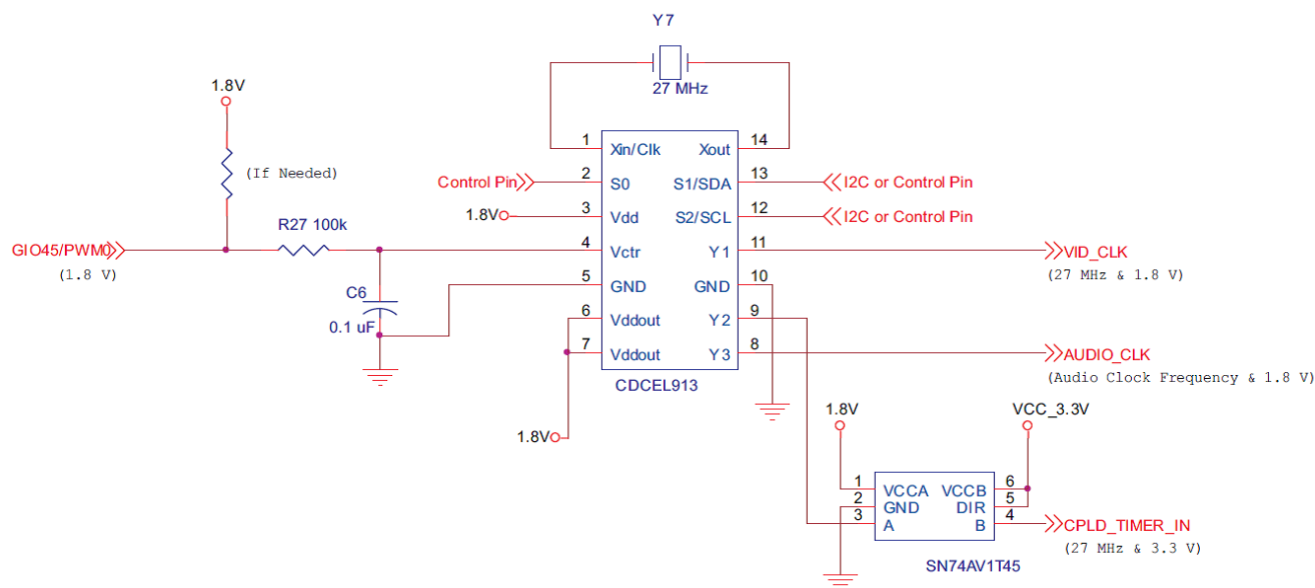 Y7
27 MHz
1.8V
(If Needed)
R27 100k
GIO45/PWM0
(1.8 V)
C6
0.1 uF
Control Pin
1.8V
1.8V
1 Xin/Clk Xout 14
2 S0 S1/SDA 13
3 Vdd S2/SCL 12
4 Vctr Y1 11
5 GND GND 10
6 Vddout Y2 9
7 Vddout Y3 8
CDCEL913
I2C or Control Pin
I2C or Control Pin
VID_CLK
(27 MHz & 1.8 V)
AUDIO_CLK
(Audio Clock Frequency & 1.8 V)
1.8V
VCC_3.3V
1 VCCA VCCB 6
2 GND DIR 5
3 A B 4
CPLD_TIMER_IN
(27 MHz & 3.3 V)
SN74AV1T45